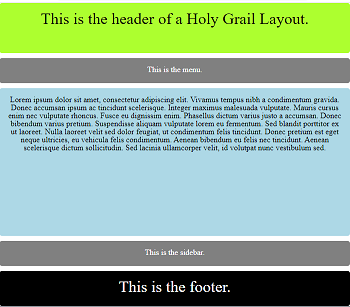 This is the header of a Holy Grail Layout.
This is the menu.
Lorem ipsum dolor sit amet, consectetur adipiscing elit. Vivamus tempus nibh a condimentum gravida.
Donec accumsan ipsum ac tincidunt scelerisque. Integer maximus malesuada vulputate. Mauris cursus
enim nec vulputate rhoncus. Fusce eu dignissim enim. Phasellus dictum varius justo a accumsan. Donec
bibendum varius pretium. Suspendisse aliquam vulputate lorem eu fermentum. Sed blandit porttitor ex
ut laoreet. Nulla laoreet velit sed dolor feugiat, ut condimentum felis tincidunt. Donec pretium est eget
neque ultricies, eu vehicula felis condimentum. Aenean bibendum eu felis nec tincidunt. Aenean
scelerisque dictum sollicitudin. Sed lacinia ullamcorper velit, id volutpat nunc vestibulum sed.
This is the sidebar.
This is the footer.